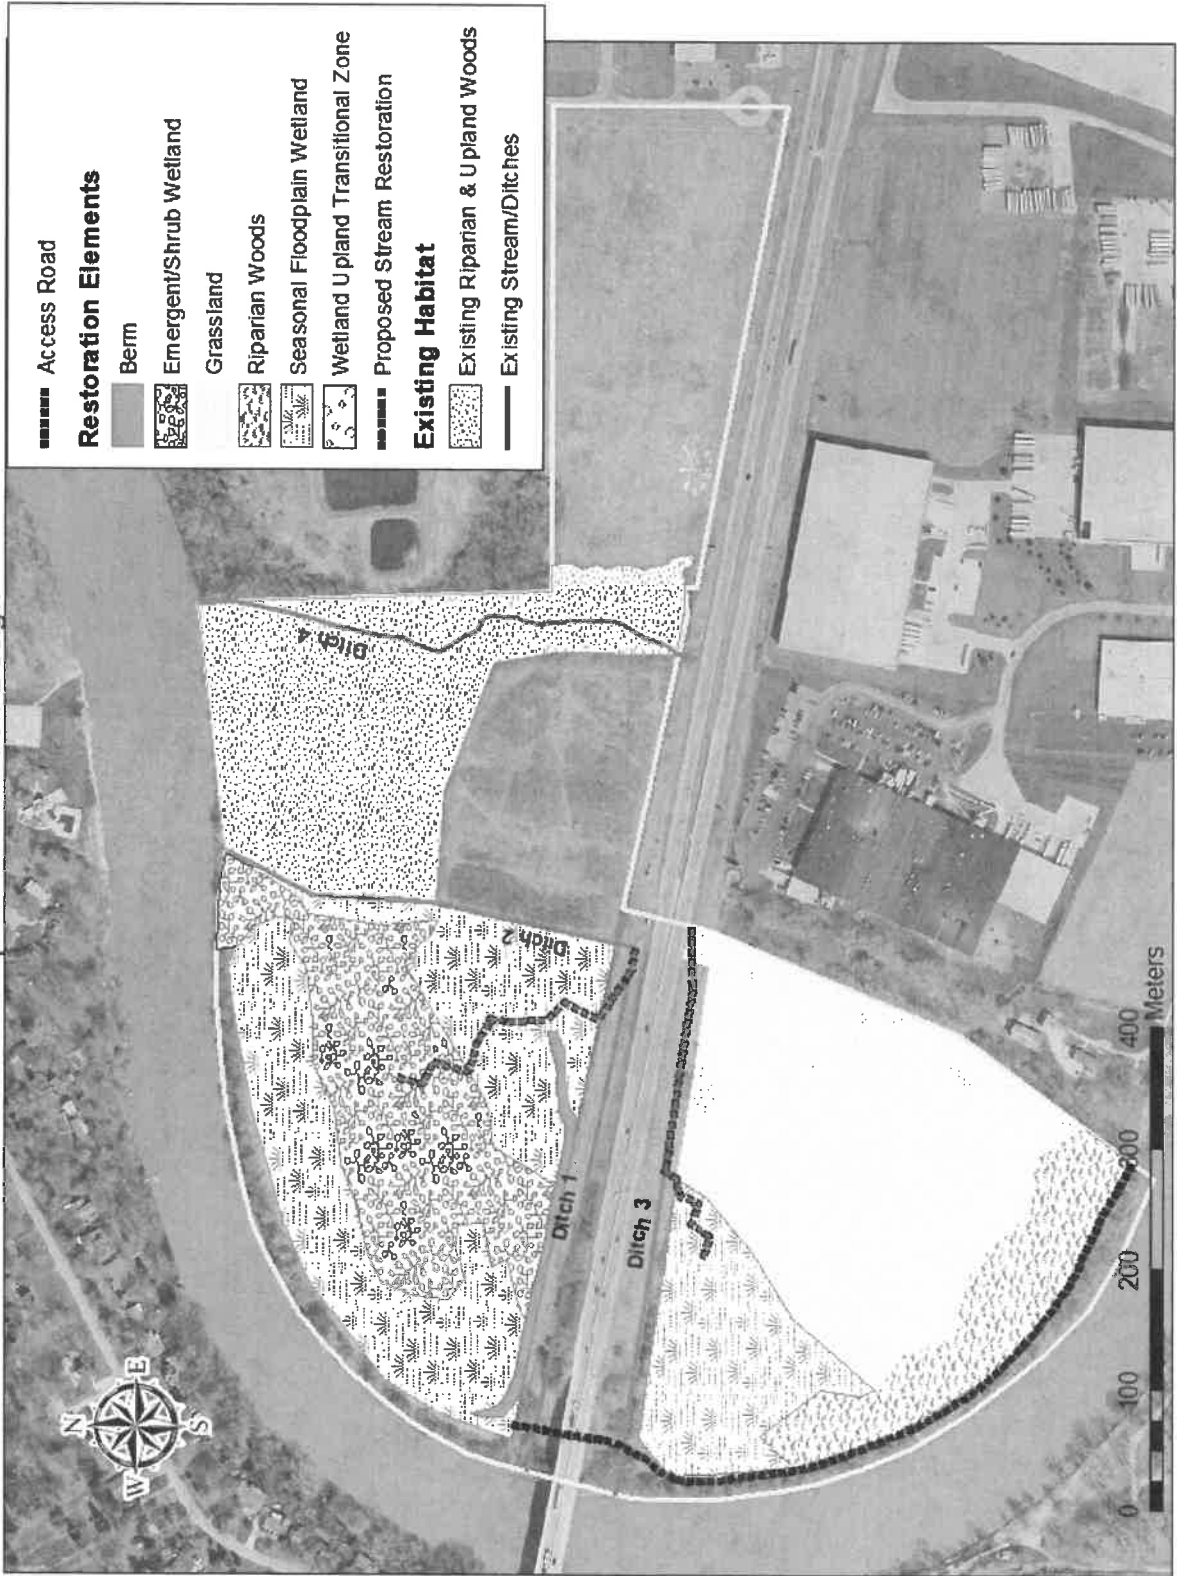 Access Road
Restoration Elements
Berm
Emergent/Shrub Wetland
Grassland
Riparian Woods
Seasonal Floodplain Wetland
Wetland Upland Transitional Zone
Proposed Stream Restoration
Existing Habitat
Existing Riparian & Upland Woods
Existing Stream/Ditches
N
W E
S
Ditch 4
Ditch 2
Ditch 1
Ditch 3
0 100 200 300 400
Meters